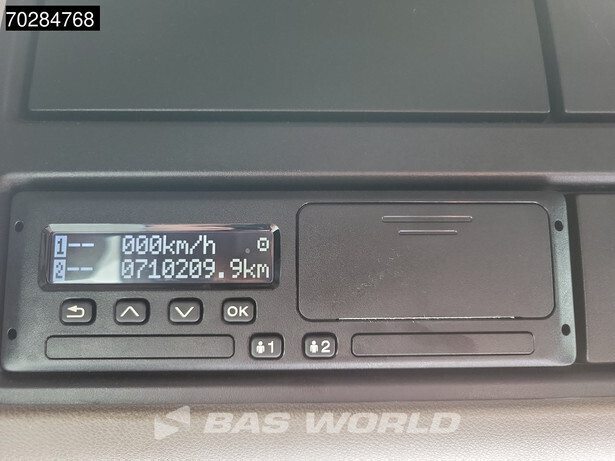 70284768
1 -- 000km/h
2 -- 0710209.9km
OK
1 2
BAS WORLD